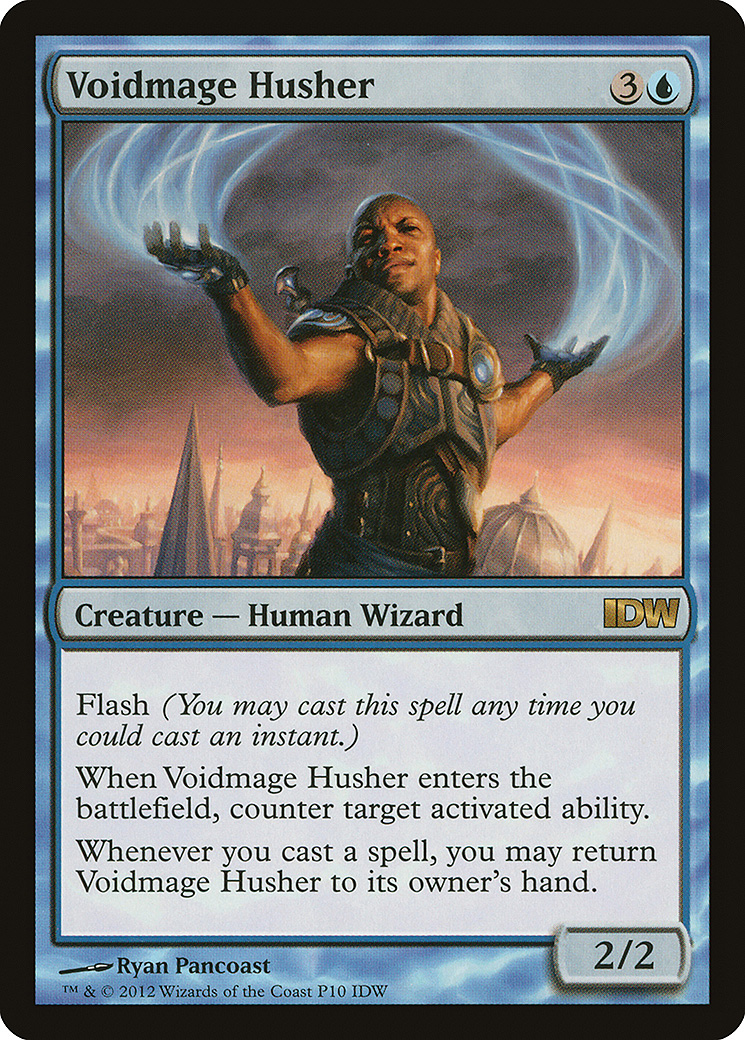 Voidmage Husher 3
Creature — Human Wizard IDW
Flash (You may cast this spell any time you
could cast an instant.)
When Voidmage Husher enters the
battlefield, counter target activated ability.
Whenever you cast a spell, you may return
Voidmage Husher to its owner's hand.
2/2
Ryan Pancoast
™ & © 2012 Wizards of the Coast P10 IDW